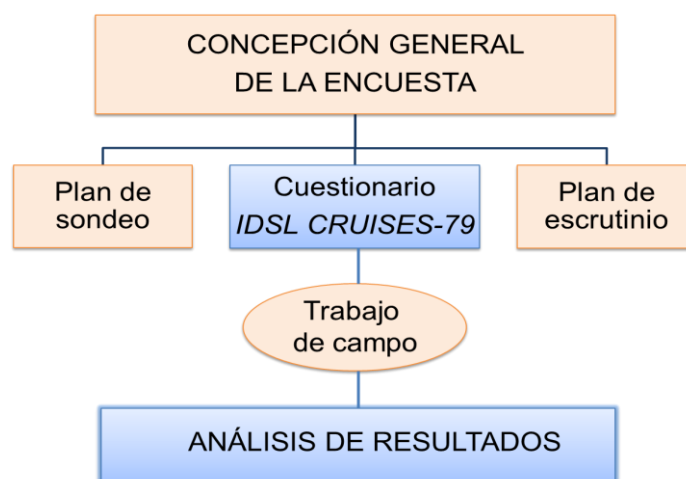 CONCEPCIÓN GENERAL
DE LA ENCUESTA
Plan de
sondeo
Cuestionario
IDSL CRUISES-79
Plan de
escrutinio
Trabajo
de campo
ANÁLISIS DE RESULTADOS